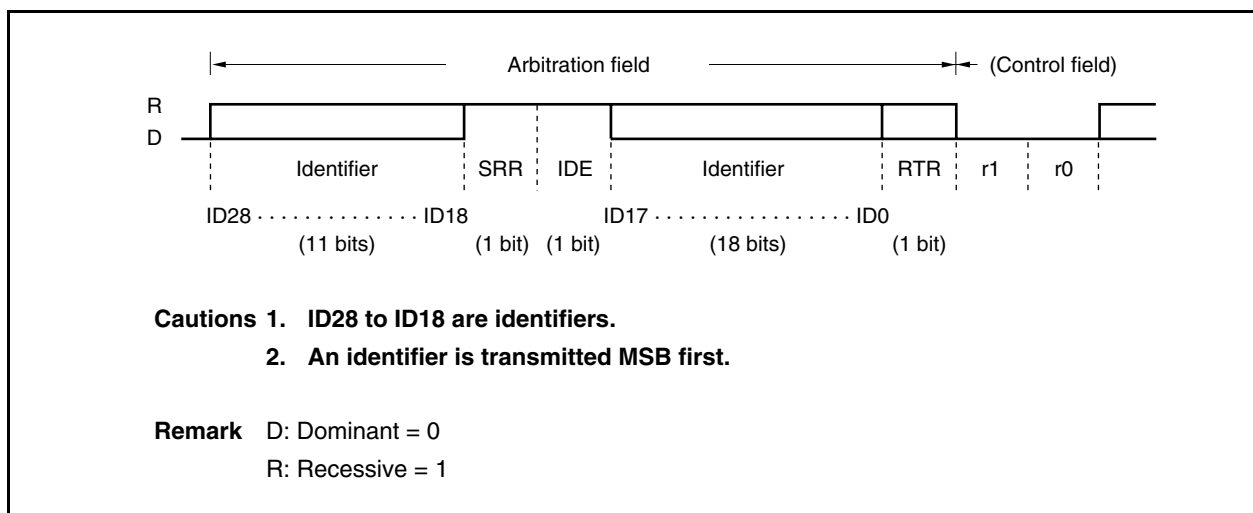 Arbitration field (Control field)
R
D
Identifier SRR IDE Identifier RTR r1 r0
ID28 · · · · · · · · · · · · · · · ID18 ID17 · · · · · · · · · · · · · · · · · ID0
(11 bits) (1 bit) (1 bit) (18 bits) (1 bit)
Cautions 1. ID28 to ID18 are identifiers.
2. An identifier is transmitted MSB first.
Remark D: Dominant = 0
R: Recessive = 1